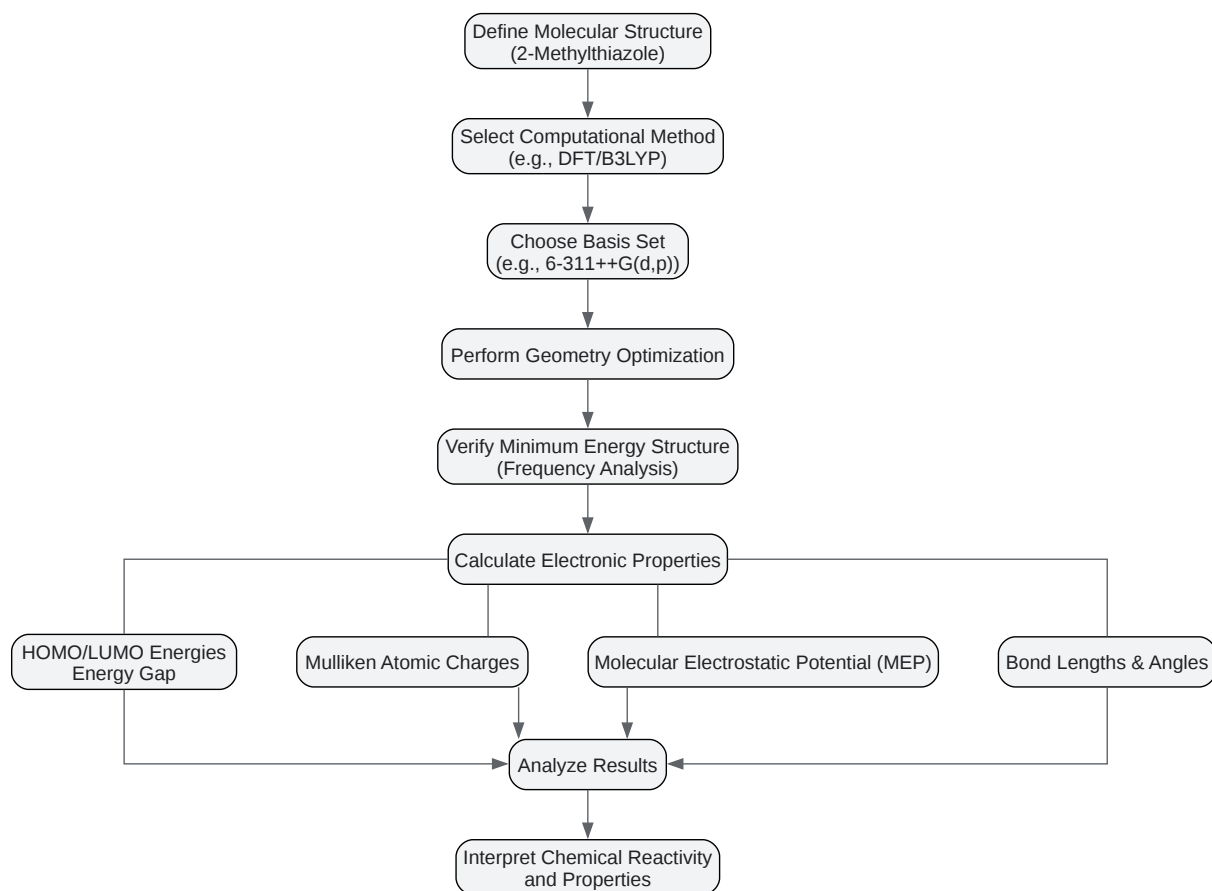 Define Molecular Structure
(2-Methylthiazole)
Select Computational Method
(e.g., DFT/B3LYP)
Choose Basis Set
(e.g., 6-311++G(d,p))
Perform Geometry Optimization
Verify Minimum Energy Structure
(Frequency Analysis)
Calculate Electronic Properties
HOMO/LUMO Energies
Energy Gap
Mulliken Atomic Charges
Molecular Electrostatic Potential (MEP)
Bond Lengths & Angles
Analyze Results
Interpret Chemical Reactivity
and Properties